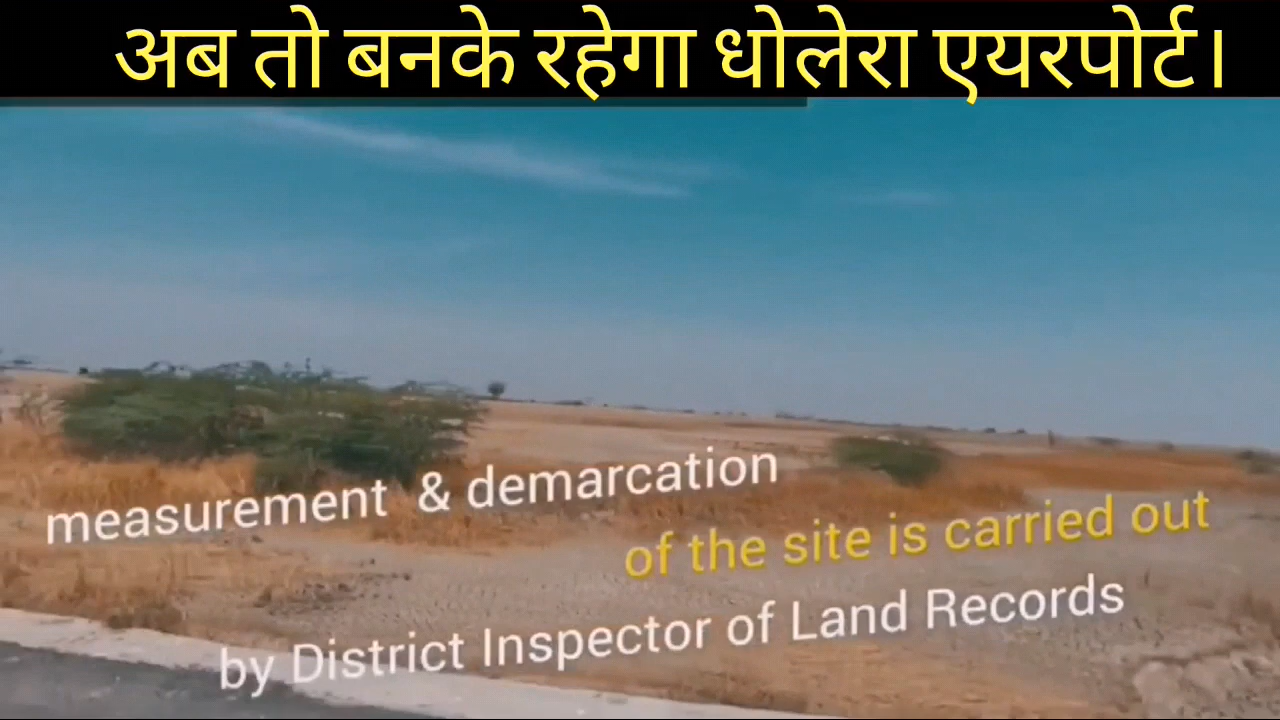 अब तो बनके रहेगा धोलेरा एयरपोर्ट।
measurement & demarcation
of the site is carried out
by District Inspector of Land Records